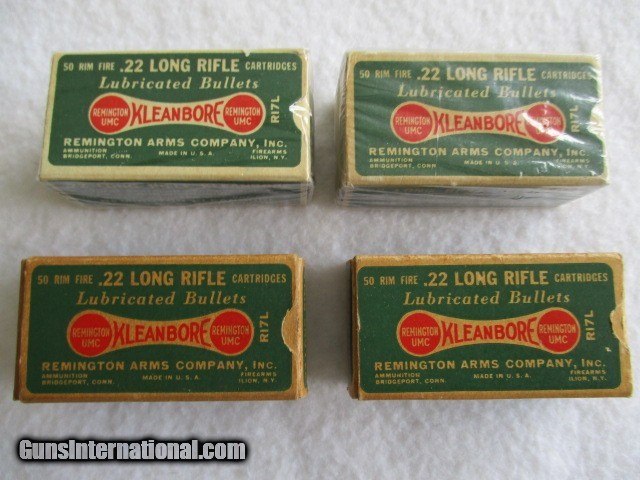 50 RIM FIRE .22 LONG RIFLE CARTRIDGES
Lubricated Bullets
REMINGTON UMC KLEANBORE REMINGTON UMC
R17L
REMINGTON ARMS COMPANY, INC.
AMMUNITION MADE IN U.S.A. FIREARMS
BRIDGEPORT, CONN. ILION, N.Y.
50 RIM FIRE .22 LONG RIFLE CARTRIDGES
Lubricated Bullets
REMINGTON UMC KLEANBORE REMINGTON UMC
R17L
REMINGTON ARMS COMPANY, INC.
AMMUNITION MADE IN U.S.A. FIREARMS
BRIDGEPORT, CONN. ILION, N.Y.
50 RIM FIRE .22 LONG RIFLE CARTRIDGES
Lubricated Bullets
REMINGTON UMC KLEANBORE REMINGTON UMC
R17L
REMINGTON ARMS COMPANY, INC.
AMMUNITION MADE IN U.S.A. FIREARMS
BRIDGEPORT, CONN. ILION, N.Y.
50 RIM FIRE .22 LONG RIFLE CARTRIDGES
Lubricated Bullets
REMINGTON UMC KLEANBORE REMINGTON UMC
R17L
REMINGTON ARMS COMPANY, INC.
AMMUNITION MADE IN U.S.A. FIREARMS
BRIDGEPORT, CONN. ILION, N.Y.
GunsInternational.com